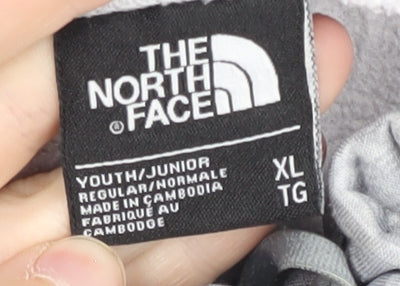 THE
NORTH
FACE
®
YOUTH/JUNIOR
REGULAR/NORMALE
MADE IN CAMBODIA
FABRIQUÉ AU
CAMBODGE
XL
TG